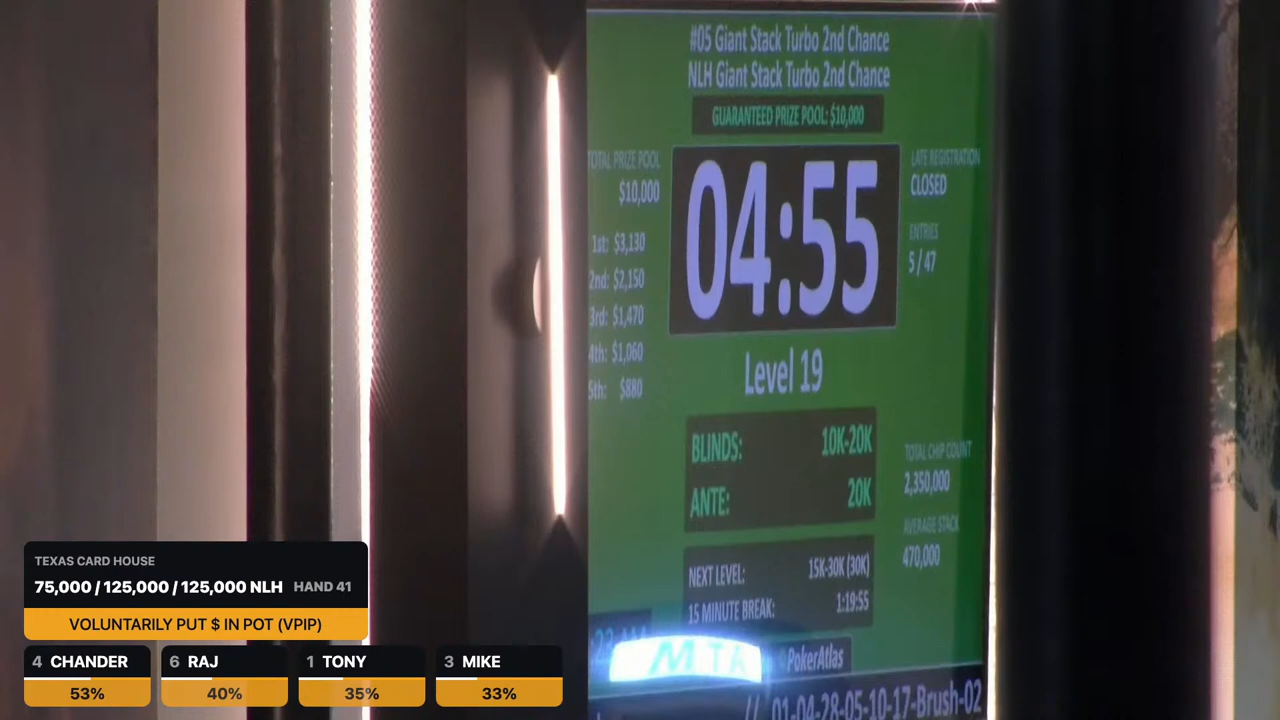 #05 Giant Stack Turbo 2nd Chance
NLH Giant Stack Turbo 2nd Chance
GUARANTEED PRIZE POOL: $10,000
TOTAL PRIZE POOL
$10,000
1st: $3,130
2nd: $2,150
3rd: $1,470
4th: $1,060
5th: $880
04:55
Level 19
LATE REGISTRATION
CLOSED
ENTRIES
5 / 47
BLINDS: 10K-20K
ANTE: 20K
TOTAL CHIP COUNT
2,350,000
AVERAGE STACK
470,000
NEXT LEVEL: 15K-30K (30K)
15 MINUTE BREAK: 1:19:55
PokerAtlas
// 01-04-28-05-10-17-Brush-02
TEXAS CARD HOUSE
75,000 / 125,000 / 125,000 NLH HAND 41
VOLUNTARILY PUT $ IN POT (VPIP)
4 CHANDER 6 RAJ 1 TONY 3 MIKE
53% 40% 35% 33%